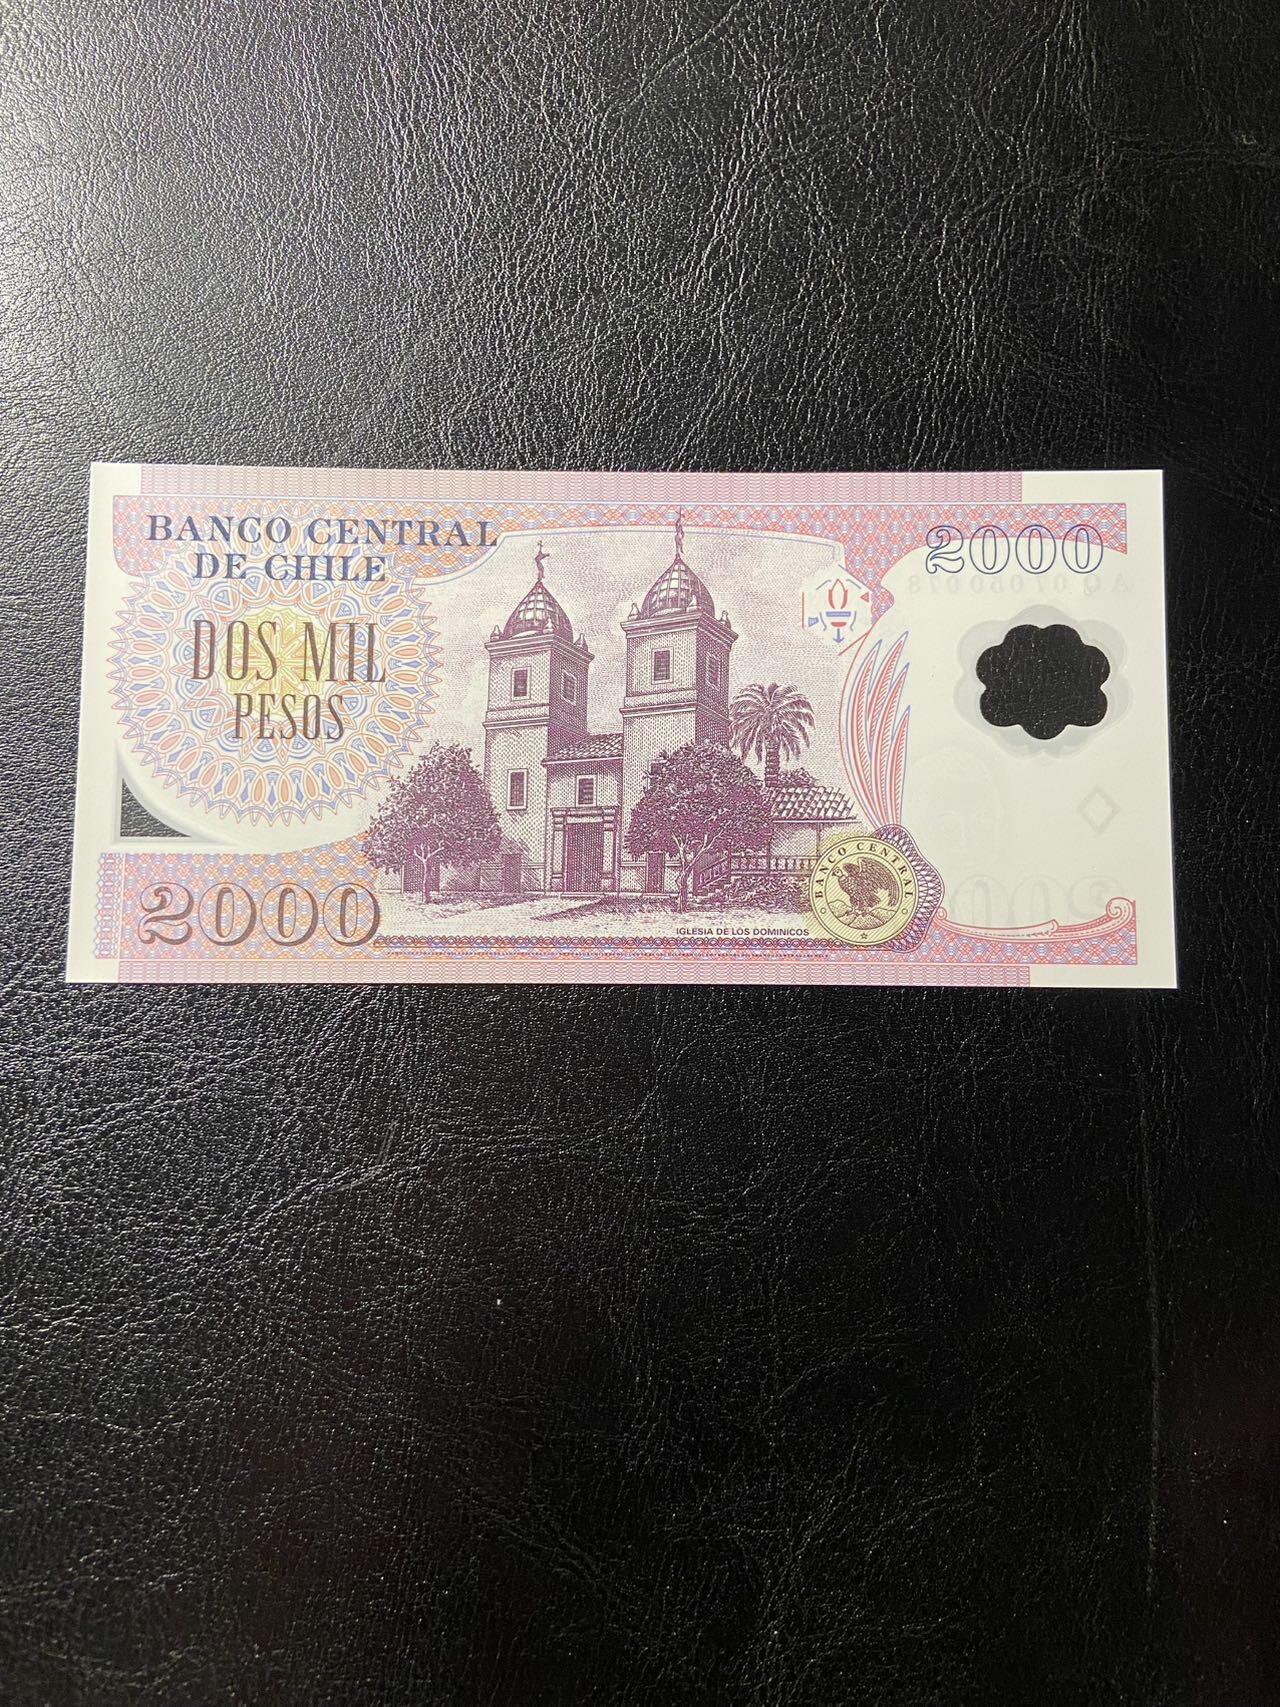 BANCO CENTRAL
DE CHILE
2000
DOS MIL
PESOS
BANCO CENTRAL
2000
IGLESIA DE LOS DOMINICOS